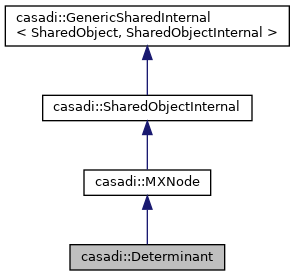 casadi::GenericSharedInternal
< SharedObject, SharedObjectInternal >
casadi::SharedObjectInternal
casadi::MXNode
casadi::Determinant